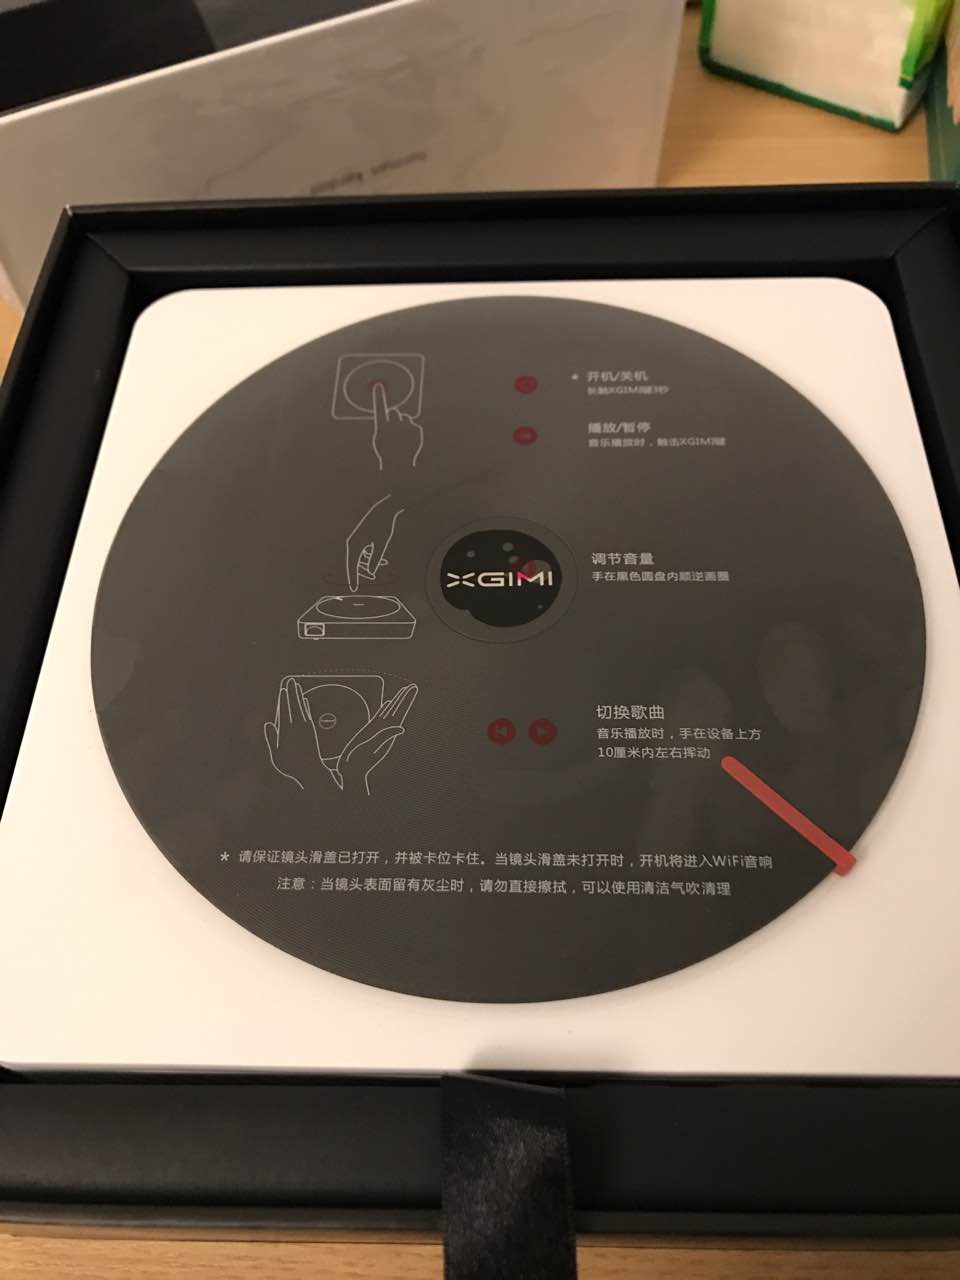 * 开机/关机
长触XGIMI键3秒
播放/暂停
音乐播放时，触击XGIMI键
XGIMI
调节音量
手在黑色圆盘内顺逆画圈
切换歌曲
音乐播放时，手在设备上方
10厘米内左右挥动
* 请保证镜头滑盖已打开，并被卡位卡住。当镜头滑盖未打开时，开机将进入WiFi音响
注意：当镜头表面留有灰尘时，请勿直接擦拭，可以使用清洁气吹清理